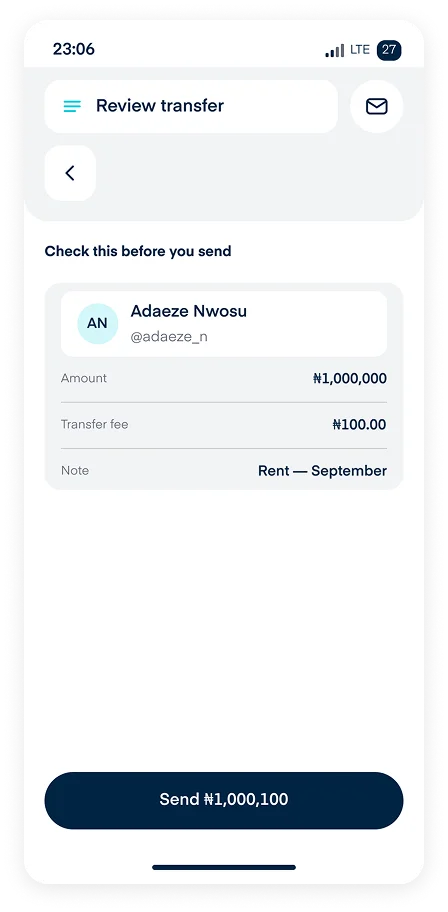 23:06 LTE 27
Review transfer
Check this before you send
AN
Adaeze Nwosu
@adaeze_n
Amount ₦1,000,000
Transfer fee ₦100.00
Note Rent — September
Send ₦1,000,100